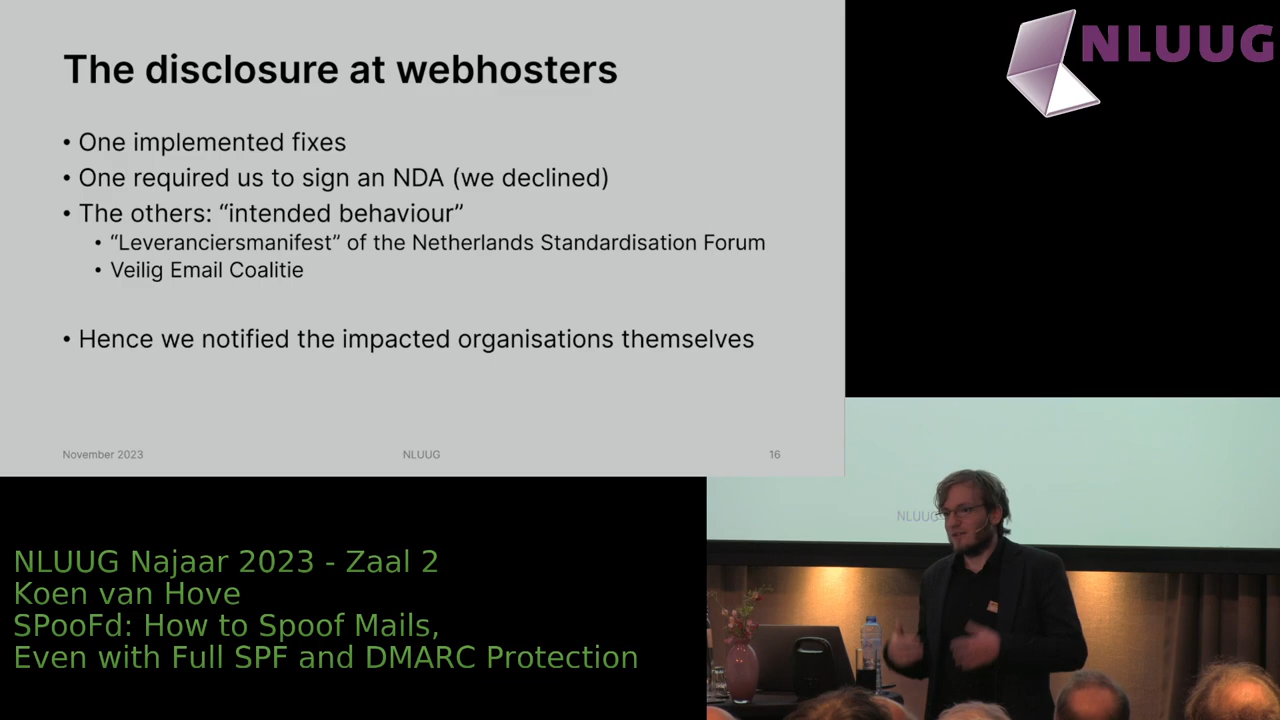 The disclosure at webhosters
• One implemented fixes
• One required us to sign an NDA (we declined)
• The others: “intended behaviour”
• “Leveranciersmanifest” of the Netherlands Standardisation Forum
• Veilig Email Coalitie
• Hence we notified the impacted organisations themselves
November 2023
NLUUG
16
NLUUG
NLUUG
NLUUG Najaar 2023 - Zaal 2
Koen van Hove
SPooFd: How to Spoof Mails,
Even with Full SPF and DMARC Protection